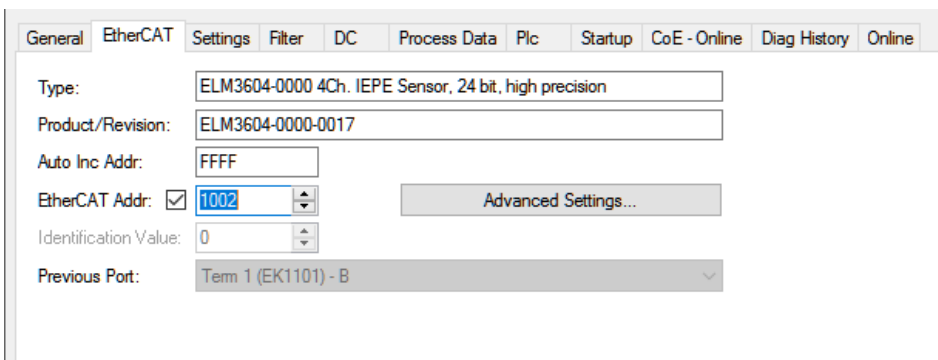 General EtherCAT Settings Filter DC Process Data Plc Startup CoE - Online Diag History Online
Type: ELM3604-0000 4Ch. IEPE Sensor, 24 bit, high precision
Product/Revision: ELM3604-0000-0017
Auto Inc Addr: FFFF
EtherCAT Addr: 1002 Advanced Settings...
Identification Value: 0
Previous Port: Term 1 (EK1101) - B